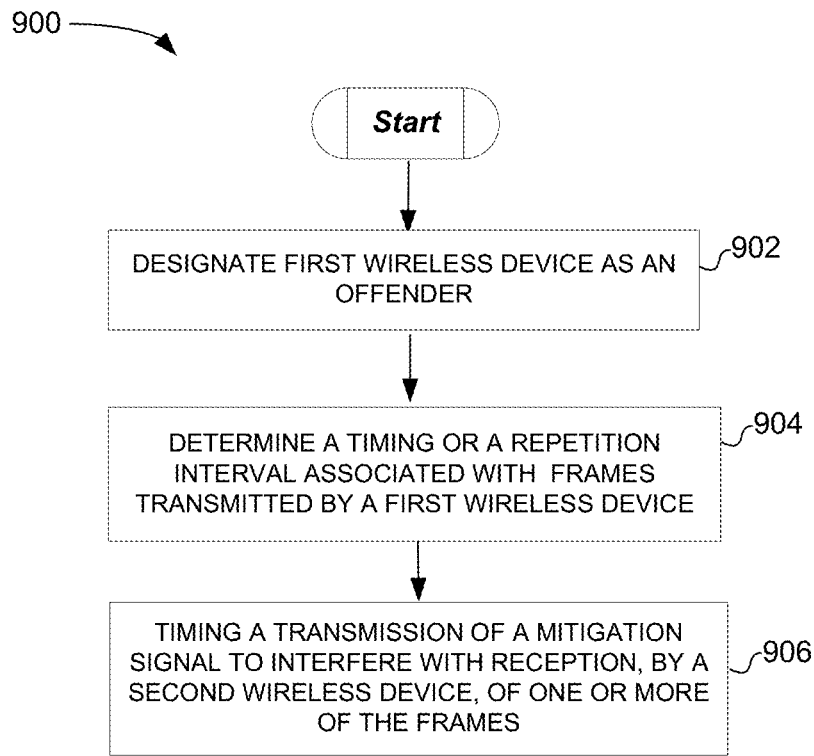 900
Start
DESIGNATE FIRST WIRELESS DEVICE AS AN
OFFENDER
902
DETERMINE A TIMING OR A REPETITION
INTERVAL ASSOCIATED WITH FRAMES
TRANSMITTED BY A FIRST WIRELESS DEVICE
904
TIMING A TRANSMISSION OF A MITIGATION
SIGNAL TO INTERFERE WITH RECEPTION, BY A
SECOND WIRELESS DEVICE, OF ONE OR MORE
OF THE FRAMES
906